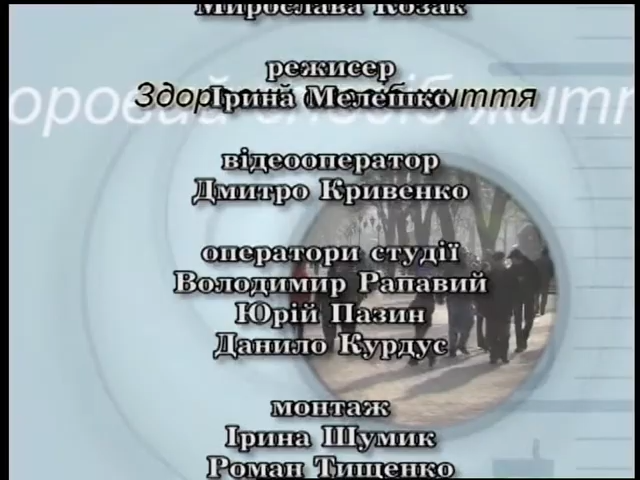 Мирослава Козак
режисер
Здоровий спосіб життя
Ірина Мелешко
відеооператор
Дмитро Кривенко
оператори студії
Володимир Рапавий
Юрій Пазин
Данило Курдус
монтаж
Ірина Шумик
Роман Тищенко